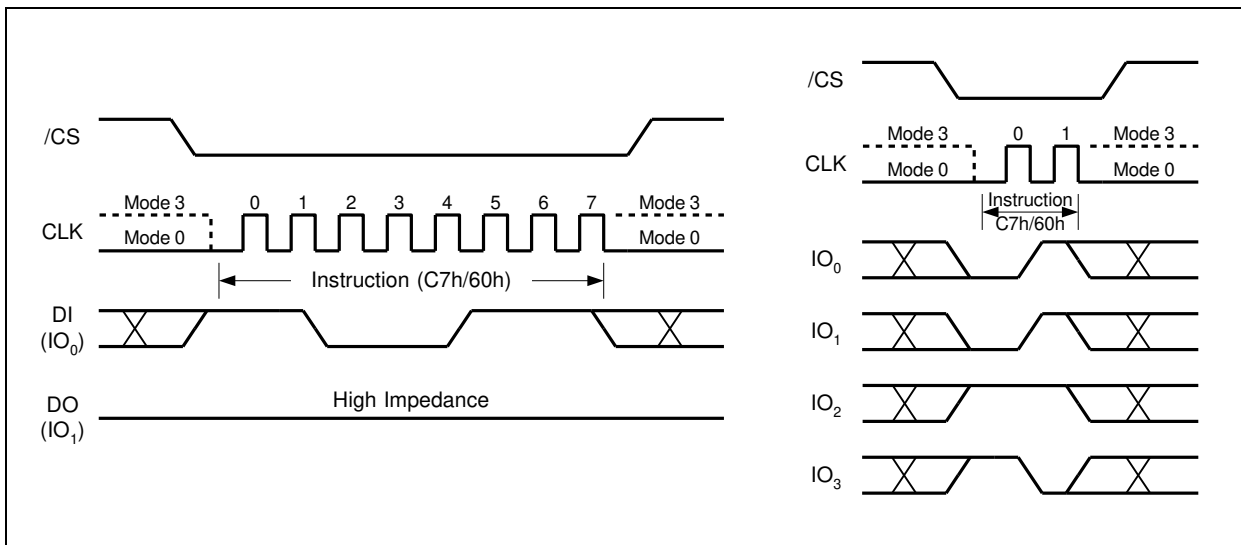 /CS
Mode 3 0 1 2 3 4 5 6 7 Mode 3
CLK Mode 0 Mode 0
Instruction (C7h/60h)
DI
(IO0)
High Impedance
DO
(IO1)
/CS
Mode 3 0 1 Mode 3
CLK Mode 0 Mode 0
Instruction
C7h/60h
IO0
IO1
IO2
IO3